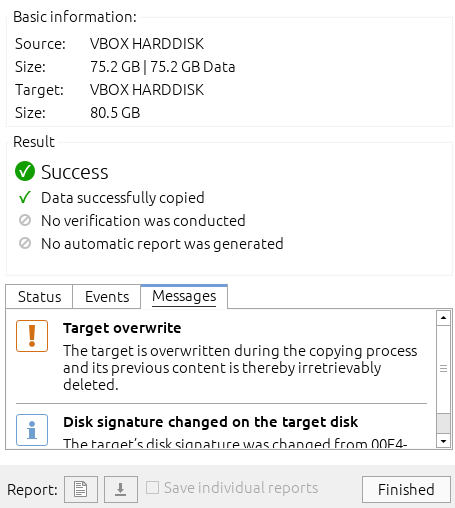 Basic information:
Source: VBOX HARDDISK
Size: 75.2 GB | 75.2 GB Data
Target: VBOX HARDDISK
Size: 80.5 GB
Result
Success
Data successfully copied
No verification was conducted
No automatic report was generated
Status Events Messages
Target overwrite
The target is overwritten during the copying process
and its previous content is thereby irretrievably
deleted.
Disk signature changed on the target disk
The target's disk signature was changed from 00F4-
Report: Save individual reports Finished